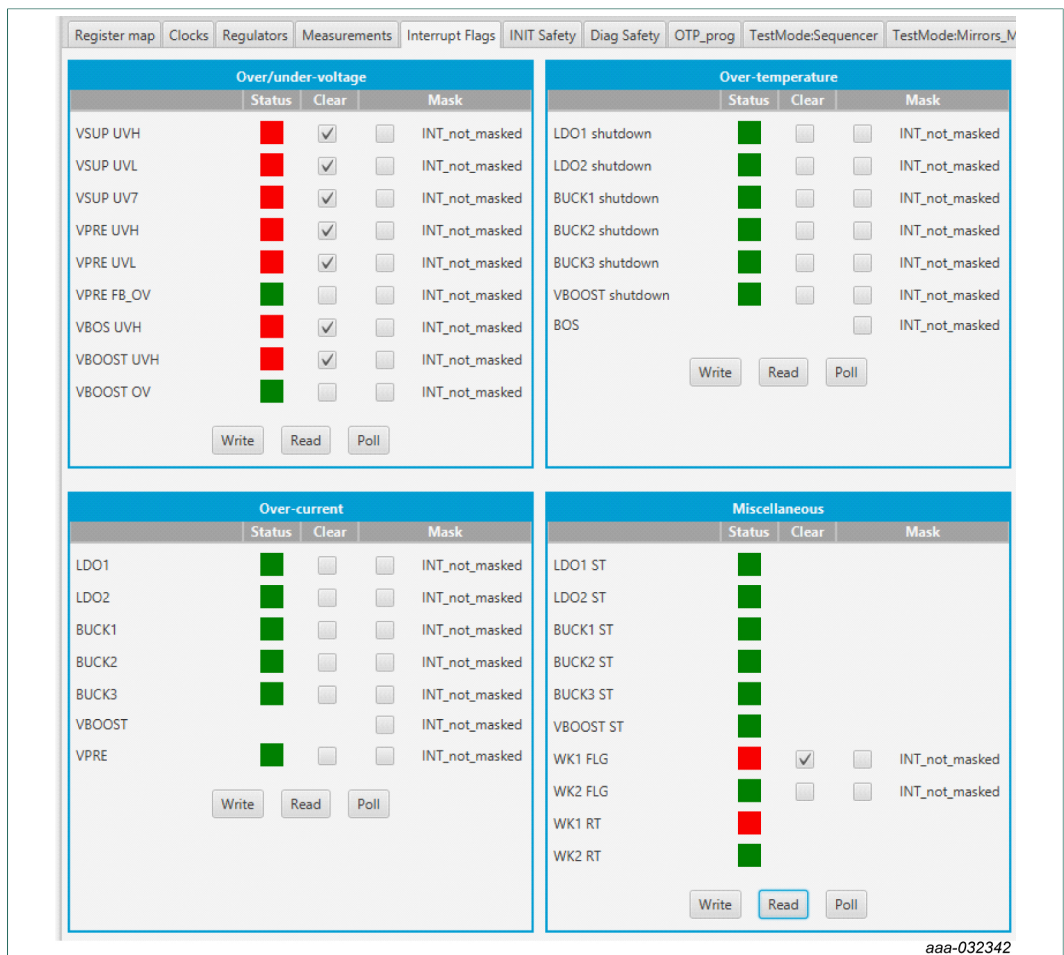 Register map Clocks Regulators Measurements Interrupt Flags INIT Safety Diag Safety OTP_prog TestMode:Sequencer TestMode:Mirrors_M
Over/under-voltage
Status Clear Mask
VSUP UVH INT_not_masked
VSUP UVL INT_not_masked
VSUP UV7 INT_not_masked
VPRE UVH INT_not_masked
VPRE UVL INT_not_masked
VPRE FB_OV INT_not_masked
VBOS UVH INT_not_masked
VBOOST UVH INT_not_masked
VBOOST OV INT_not_masked
Write Read Poll
Over-temperature
Status Clear Mask
LDO1 shutdown INT_not_masked
LDO2 shutdown INT_not_masked
BUCK1 shutdown INT_not_masked
BUCK2 shutdown INT_not_masked
BUCK3 shutdown INT_not_masked
VBOOST shutdown INT_not_masked
BOS INT_not_masked
Write Read Poll
Over-current
Status Clear Mask
LDO1 INT_not_masked
LDO2 INT_not_masked
BUCK1 INT_not_masked
BUCK2 INT_not_masked
BUCK3 INT_not_masked
VBOOST INT_not_masked
VPRE INT_not_masked
Write Read Poll
Miscellaneous
Status Clear Mask
LDO1 ST
LDO2 ST
BUCK1 ST
BUCK2 ST
BUCK3 ST
VBOOST ST
WK1 FLG INT_not_masked
WK2 FLG INT_not_masked
WK1 RT
WK2 RT
Write Read Poll
aaa-032342